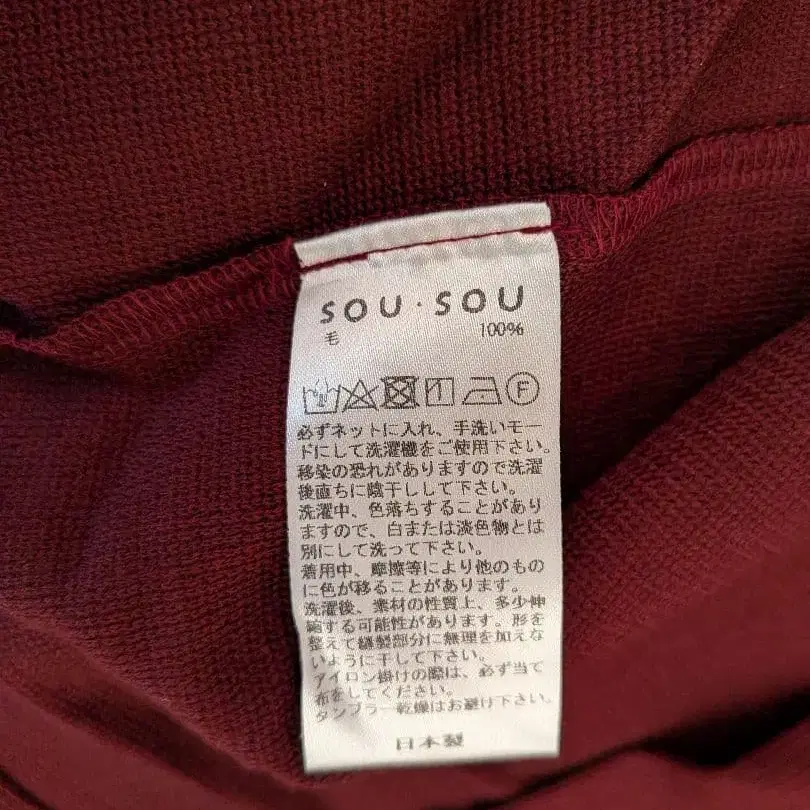 SOU・SOU
毛 100%
F
必ずネットに入れ、手洗いモー
ドにして洗濯機をご使用下さい。
移染の恐れがありますので洗濯
後直ちに陰干しして下さい。
洗濯中、色落ちすることがあり
ますので、白または淡色物とは
別にして洗って下さい。
着用中、摩擦等により他のもの
に色が移ることがあります。
洗濯後、素材の性質上、多少伸
縮する可能性があります。形を
整えて縫製部分に無理を加えな
いように干して下さい。
アイロン掛けの際は、必ず当て
布をしてください。
タンブラー乾燥はお避け下さい。
日本製